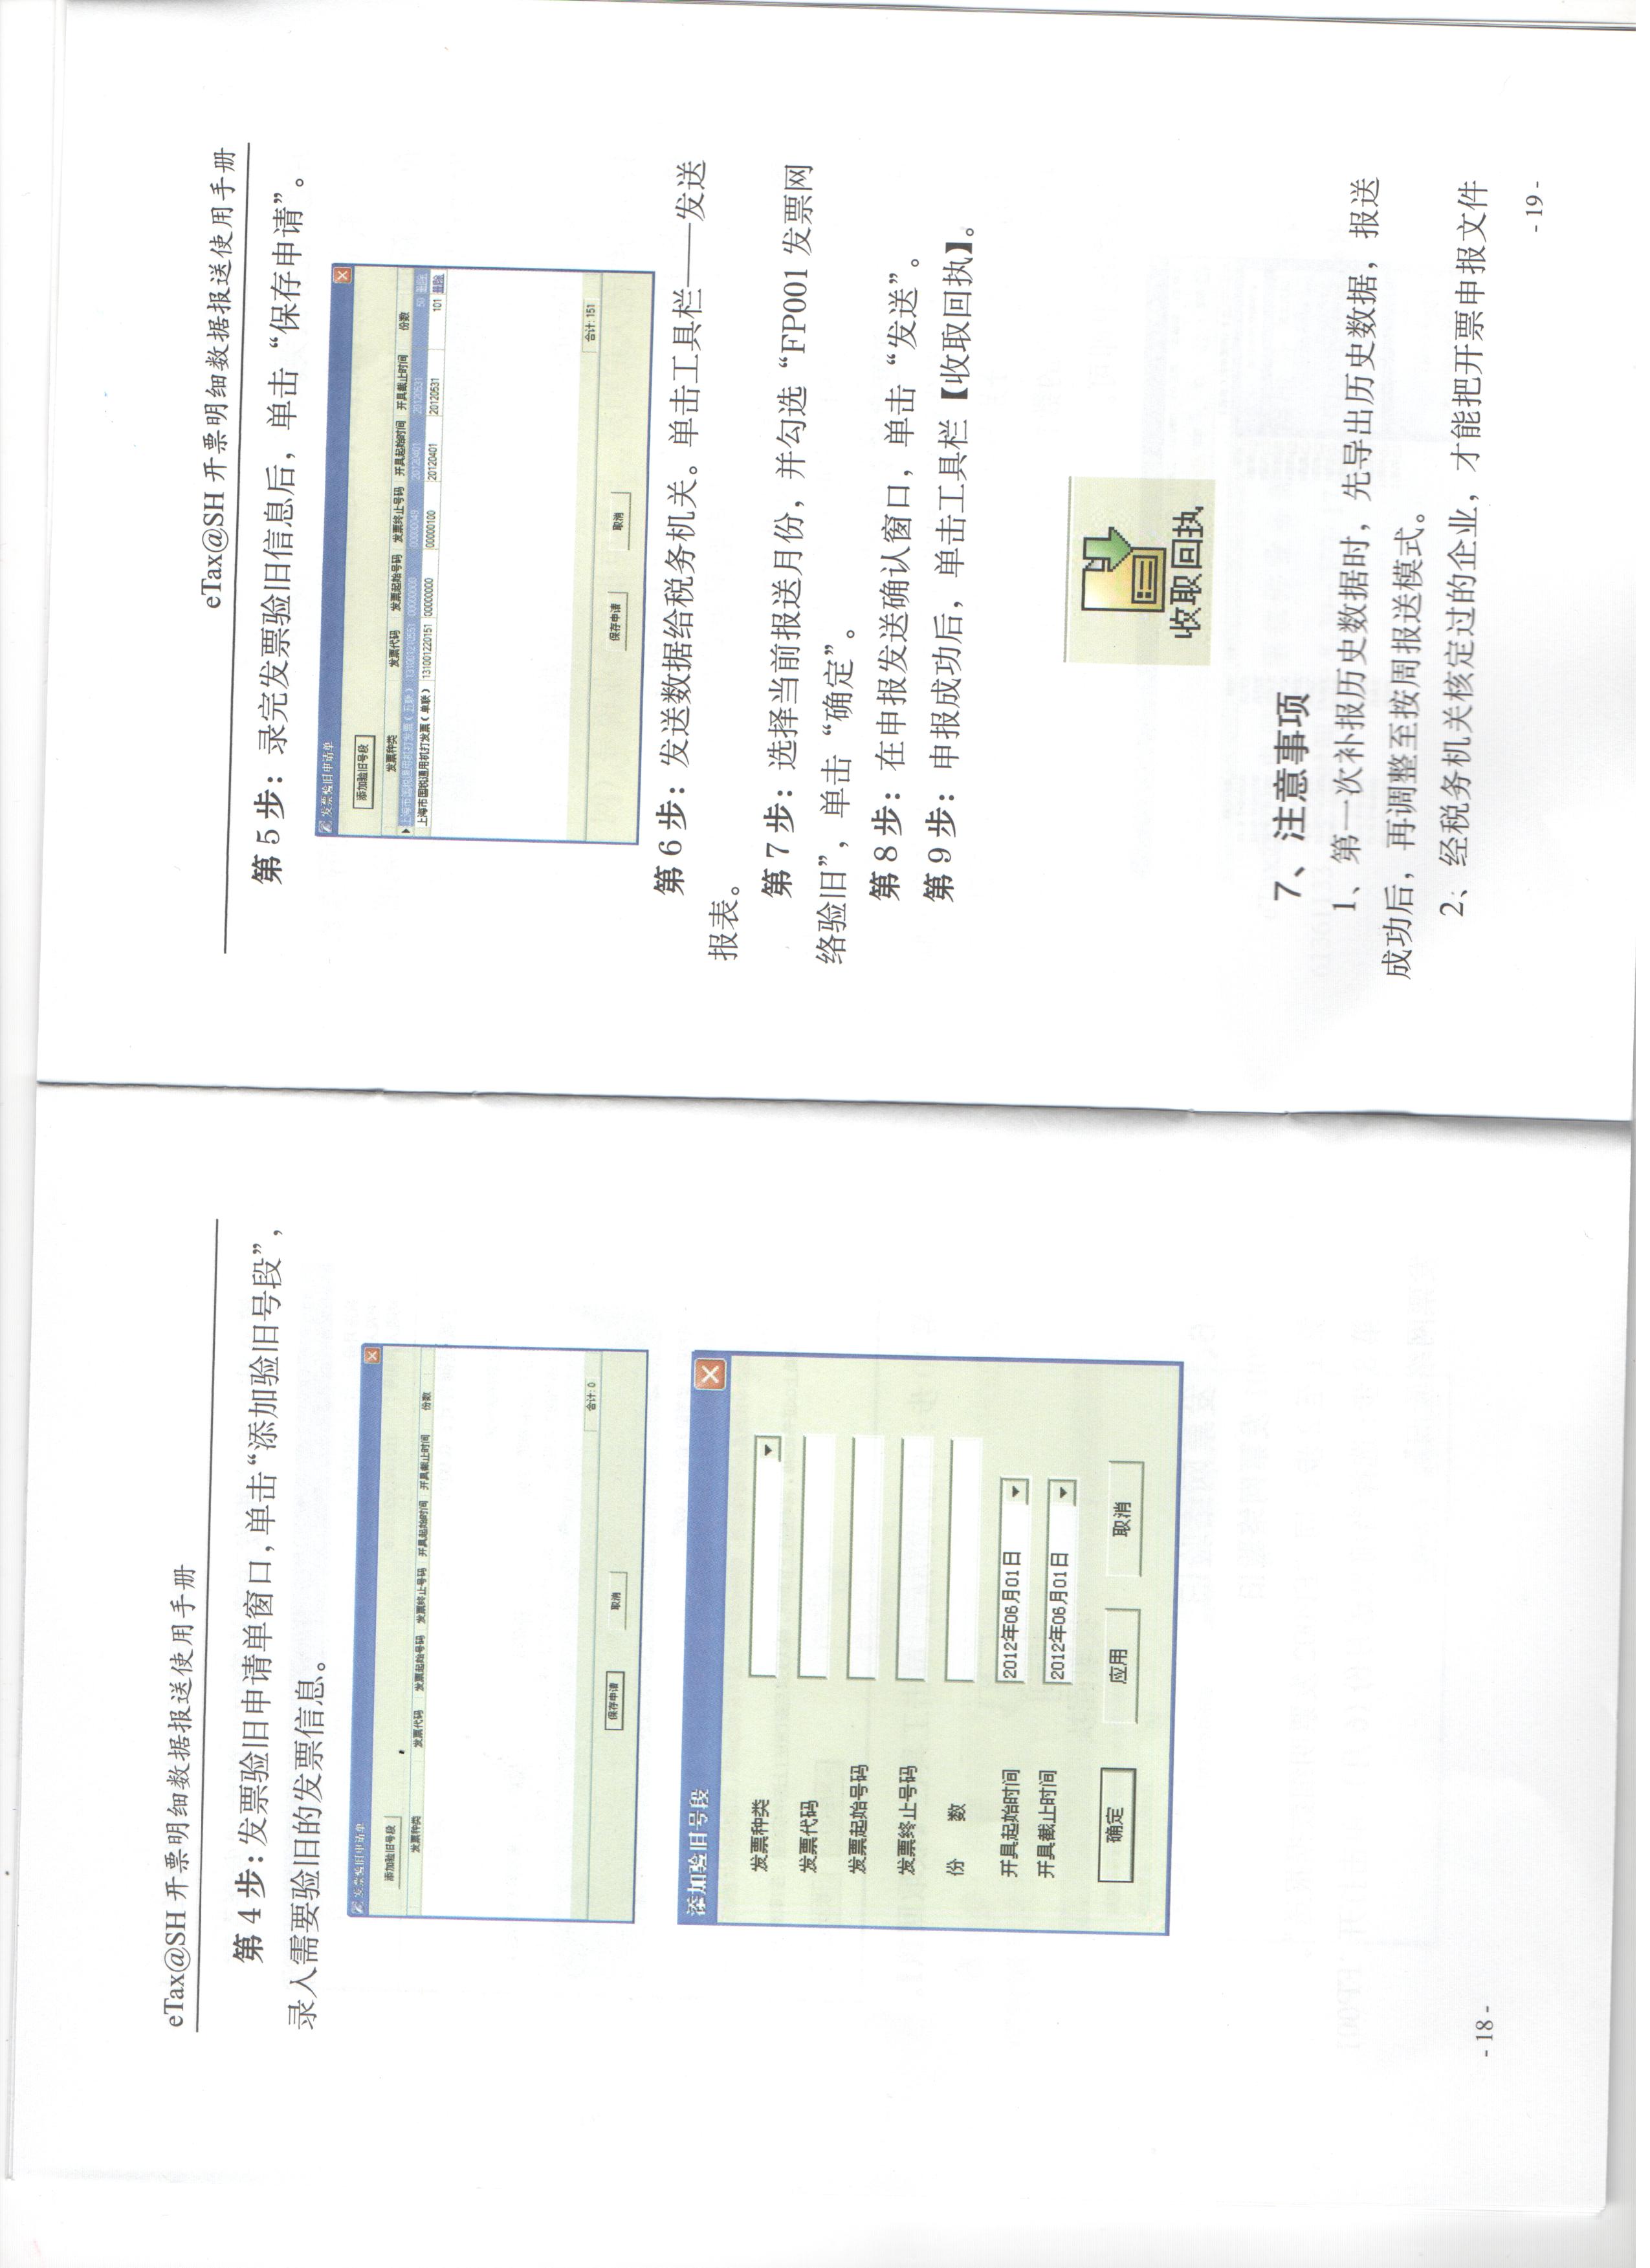 eTax@SH 开票明细数据报送使用手册
第 4 步：发票验旧申请单窗口，单击“添加验旧号段”，
录入需要验旧的发票信息。
发票验旧申请单
添加验旧号段
发票种类 发票代码 发票起始号码 发票终止号码 开具起始时间 开具截止时间 份数
合计: 0
保存申请 取消
添加验旧号段
发票种类
发票代码
发票起始号码
发票终止号码
份 数
开具起始时间 2012年06月01日
开具截止时间 2012年06月01日
确定 应用 取消
- 18 -
eTax@SH 开票明细数据报送使用手册
第 5 步：录完发票验旧信息后，单击“保存申请”。
发票验旧申请单
添加验旧号段
发票种类 发票代码 发票起始号码 发票终止号码 开具起始时间 开具截止时间 份数
上海市国税通用机打发票(五联) 131001210551 00000000 00000049 20120401 20120531 50 删除
上海市国税通用机打发票(单联) 131001220151 00000000 00000100 20120401 20120531 101 删除
合计: 151
保存申请 取消
第 6 步：发送数据给税务机关。单击工具栏——发送
报表。
第 7 步：选择当前报送月份，并勾选“FP001 发票网
络验旧”，单击“确定”。
第 8 步：在申报发送确认窗口，单击“发送”。
第 9 步：申报成功后，单击工具栏【收取回执】。
收取回执
7、注意事项
1、第一次补报历史数据时，先导出历史数据，报送
成功后，再调整至按周报送模式。
2、经税务机关核定过的企业，才能把开票申报文件
- 19 -